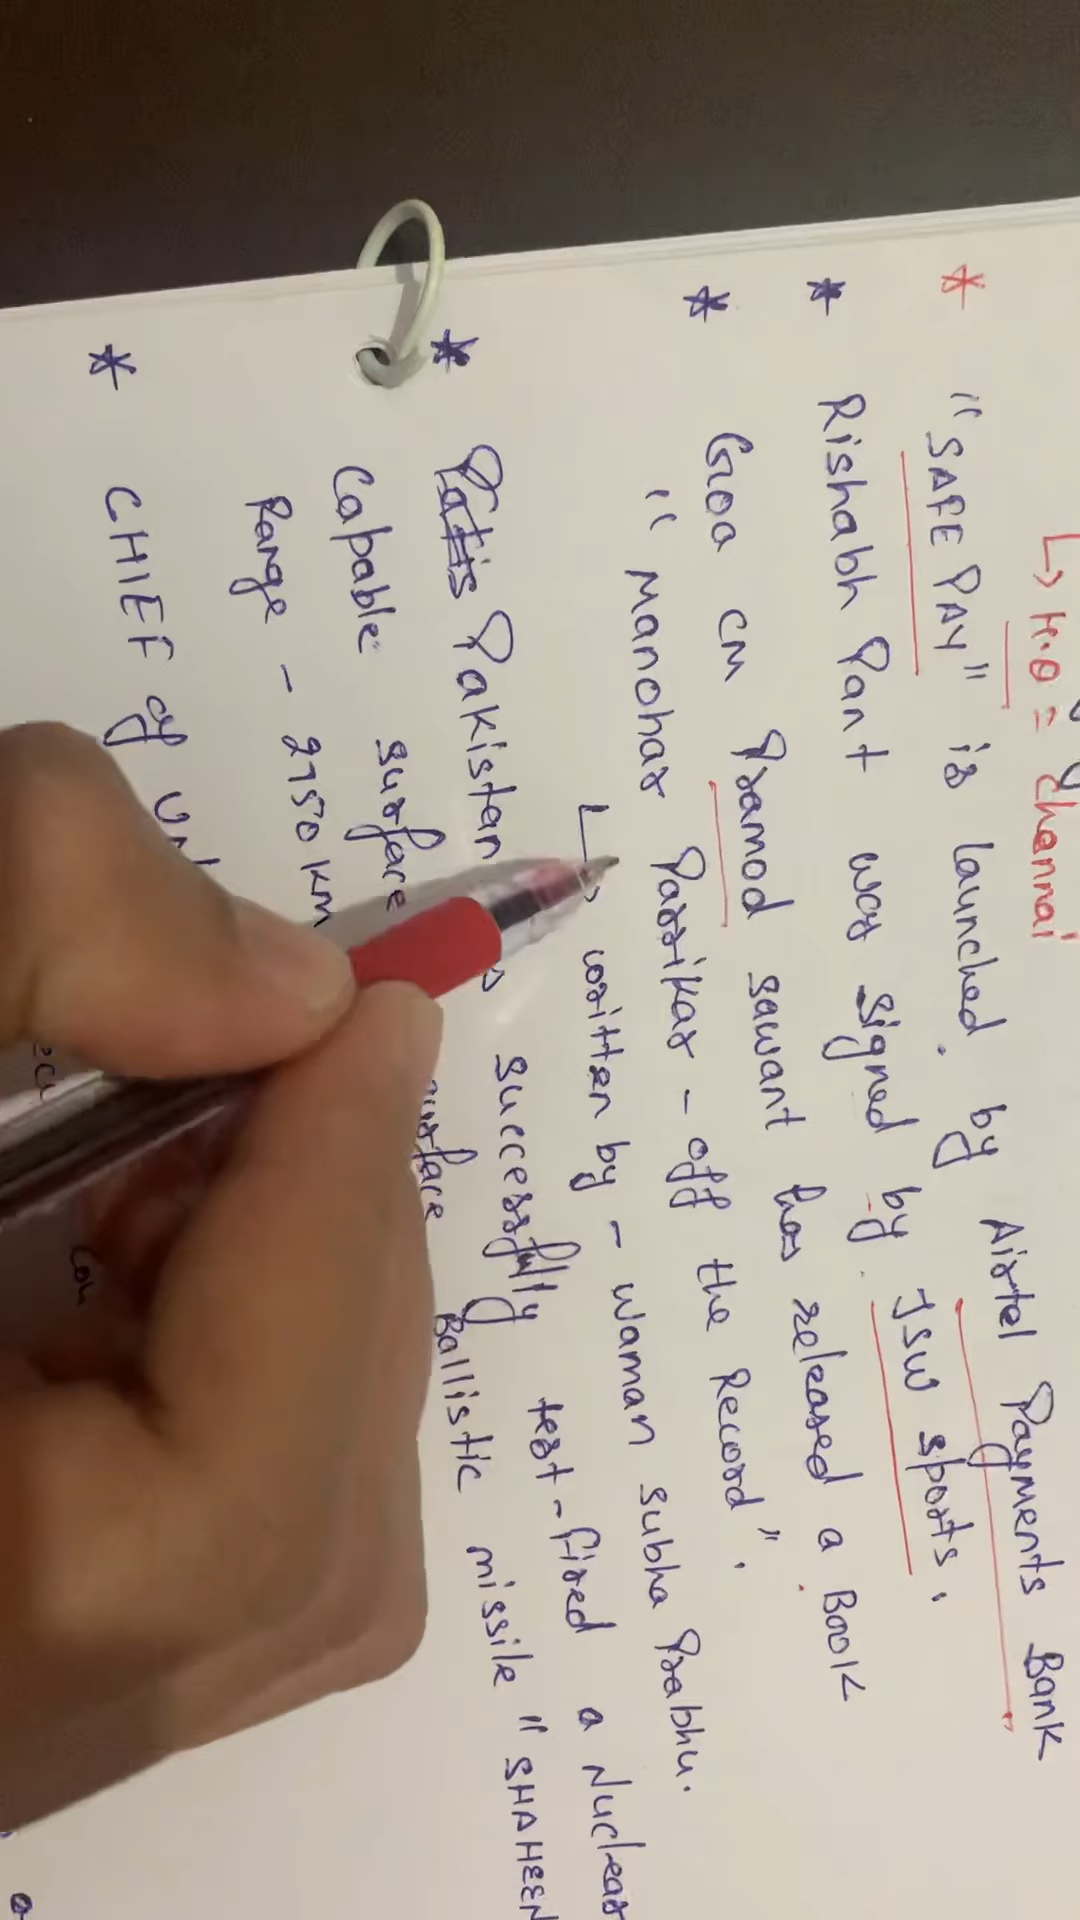 ↳ H.O = Channai
* "SAFE PAY" is launched by Airtel Payments Bank
* Rishabh Pant was signed by JSW sports.
* Goa CM Pramod sawant has released a Book
" Manohar Parrikar - off the Record".
↳ written by - waman subha Prabhu.
* Pakistan successfully test-fired a Nuclear
Capable surface surface Ballistic missile " SHAHEEN
Range - 2750 km
* CHIEF of